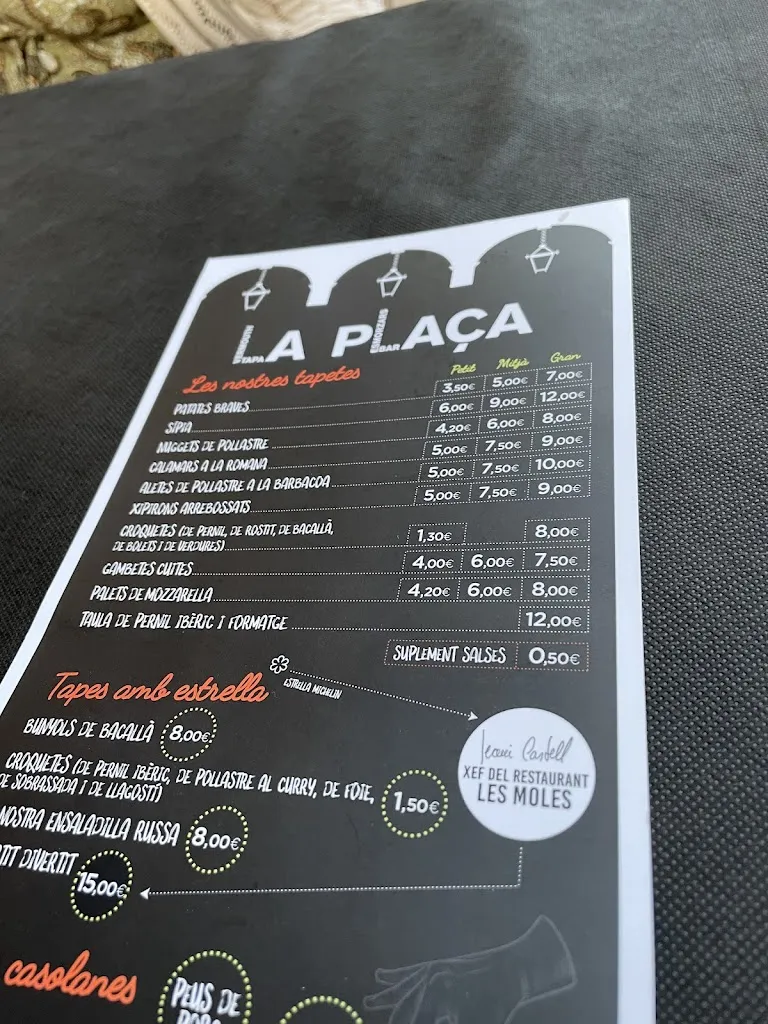 LA PLAÇA
VERMOUTH
TAPA
ESMORZARS
BAR
Les nostres tapetes Petit Mitjà Gran
PATATES BRAVES 3,50€ 5,00€ 7,00€
SÍPIA 6,00€ 9,00€ 12,00€
NUGGETS DE POLLASTRE 4,20€ 6,00€ 8,00€
CALAMARS A LA ROMANA 5,00€ 7,50€ 9,00€
ALETES DE POLLASTRE A LA BARBACOA 5,00€ 7,50€ 10,00€
XIPIRONS ARREBOSSATS 5,00€ 7,50€ 9,00€
CROQUETES (DE PERNIL, DE ROSTIT, DE BACALLÀ,
DE BOLETS I DE VERDURES) 1,30€ 8,00€
GAMBETES CUITES 4,00€ 6,00€ 7,50€
PALETS DE MOZZARELLA 4,20€ 6,00€ 8,00€
TAULA DE PERNIL IBÈRIC I FORMATGE 12,00€
SUPLEMENT SALSES 0,50€
Tapes amb estrella
ESTRELLA MICHELIN
BUNYOLS DE BACALLÀ 8,00€
Jeroni Castell
XEF DEL RESTAURANT
LES MOLES
CROQUETES (DE PERNIL IBÈRIC, DE POLLASTRE AL CURRY, DE FOIE,
DE SOBRASSADA I DE LLAGOSTÍ) 1,50€
NOSTRA ENSALADILLA RUSSA 8,00€
DIVERTIT 15,00€
casolanes
PEUS DE
PORC